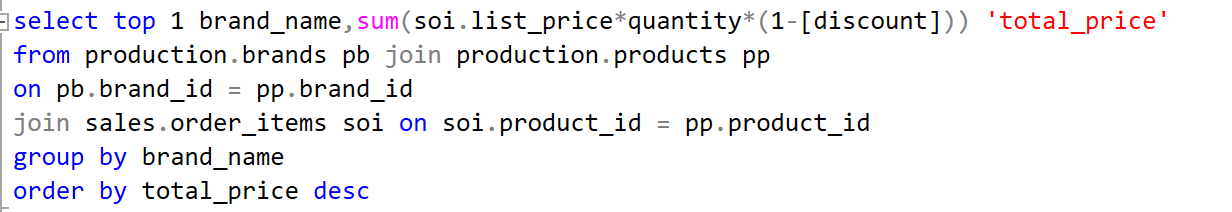 select top 1 brand_name,sum(soi.list_price*quantity*(1-[discount])) 'total_price'
from production.brands pb join production.products pp
on pb.brand_id = pp.brand_id
join sales.order_items soi on soi.product_id = pp.product_id
group by brand_name
order by total_price desc